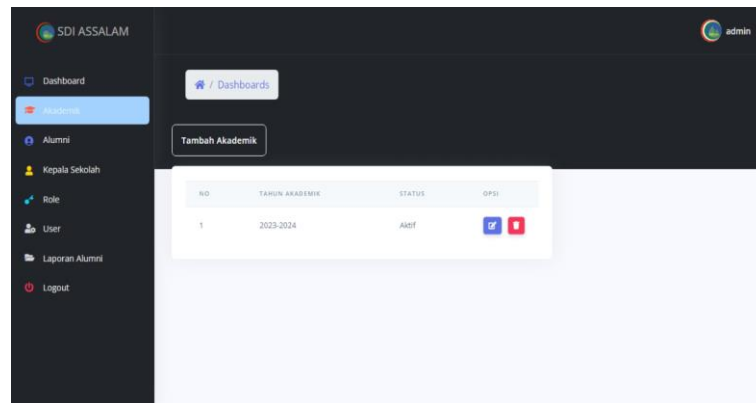 SDI ASSALAM
admin
Dashboard
Akademik
Alumni
Kepala Sekolah
Role
User
Laporan Alumni
Logout
/ Dashboards
Tambah Akademik
NO TAHUN AKADEMIK STATUS OPSI
1 2023-2024 Aktif